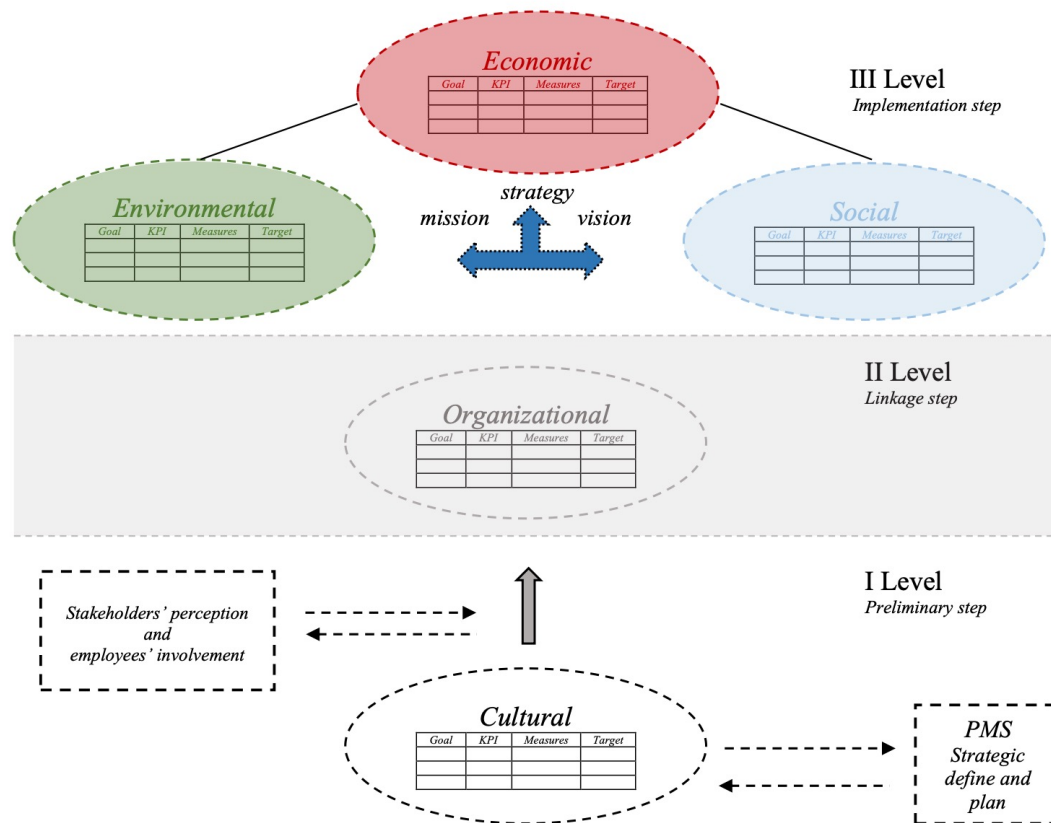 Economic
Goal KPI Measures Target
III Level
Implementation step
Environmental
Goal KPI Measures Target
strategy
mission vision
Social
Goal KPI Measures Target
II Level
Linkage step
Organizational
Goal KPI Measures Target
I Level
Preliminary step
Stakeholders’ perception
and
employees’ involvement
Cultural
Goal KPI Measures Target
PMS
Strategic
define and
plan